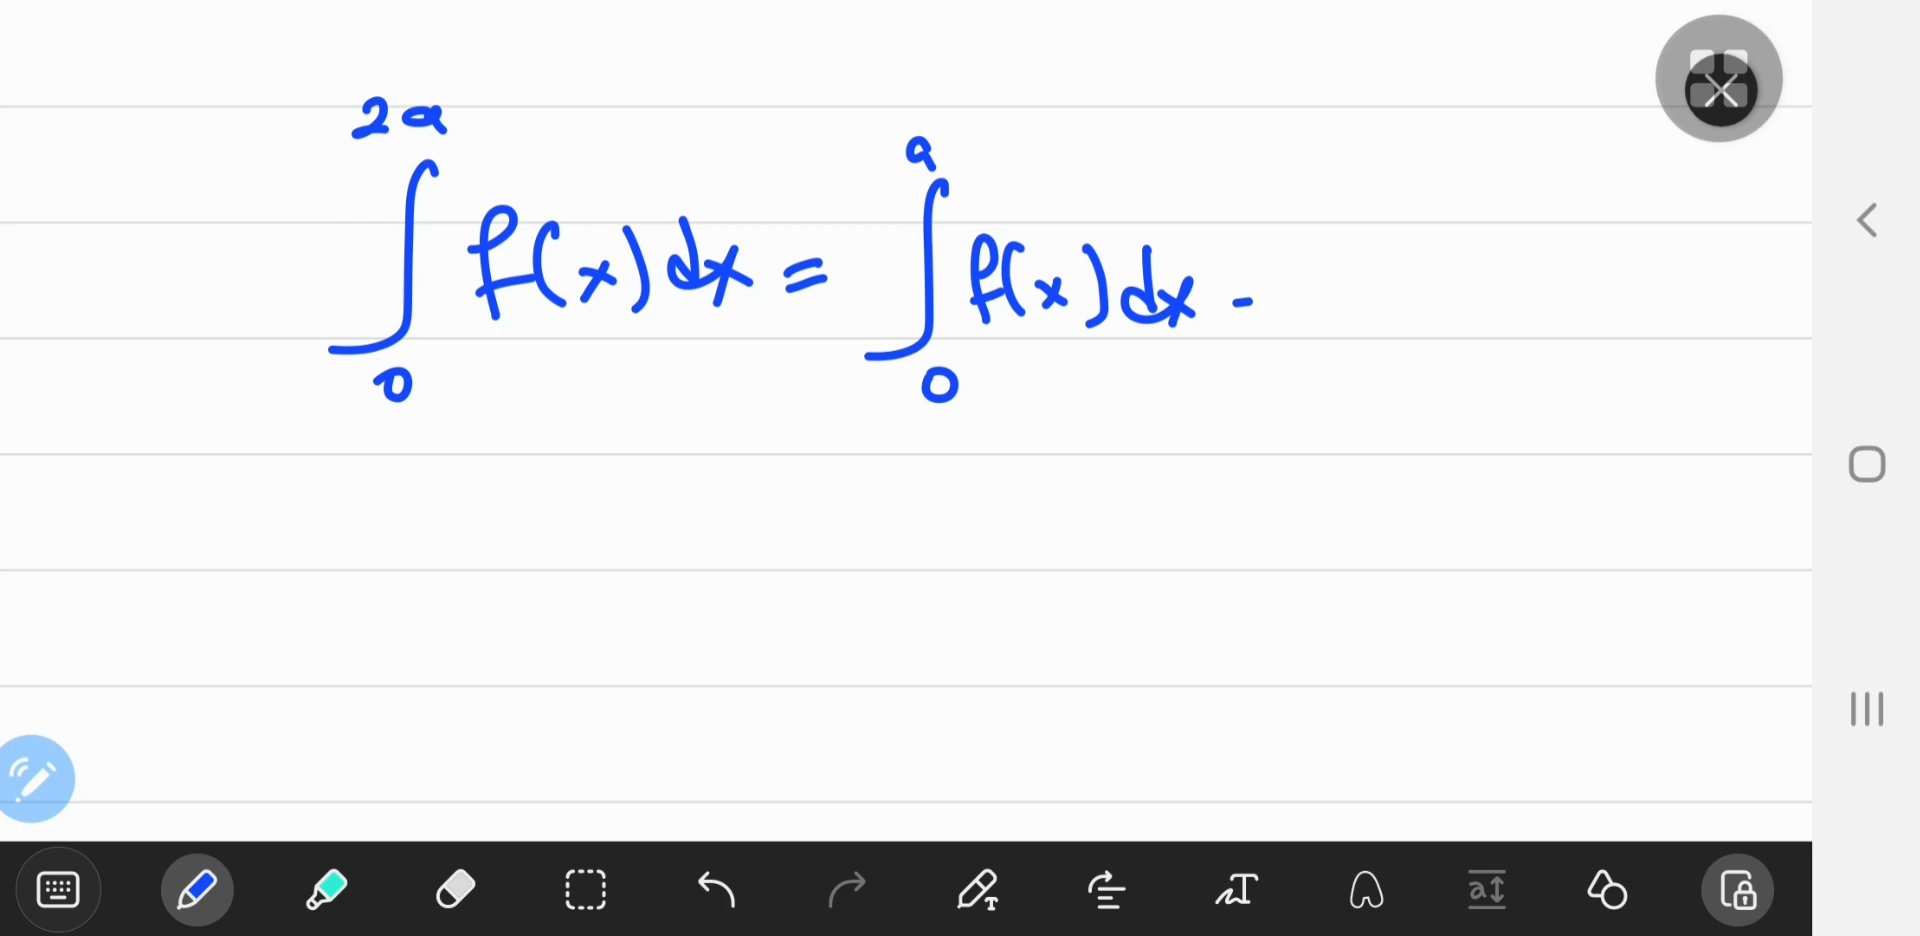 ∫₀²ᵃ f(x) dx = ∫₀ᵃ f(x) dx -